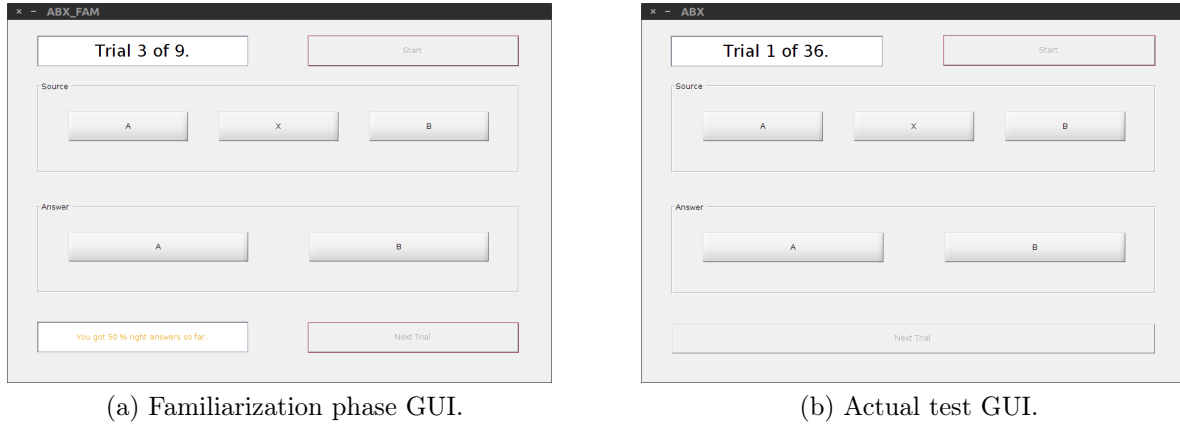 × − ABX_FAM
Trial 3 of 9.
Start
Source
A
X
B
Answer
A
B
You got 50 % right answers so far.
Next Trial
(a) Familiarization phase GUI.
× − ABX
Trial 1 of 36.
Start
Source
A
X
B
Answer
A
B
Next Trial
(b) Actual test GUI.